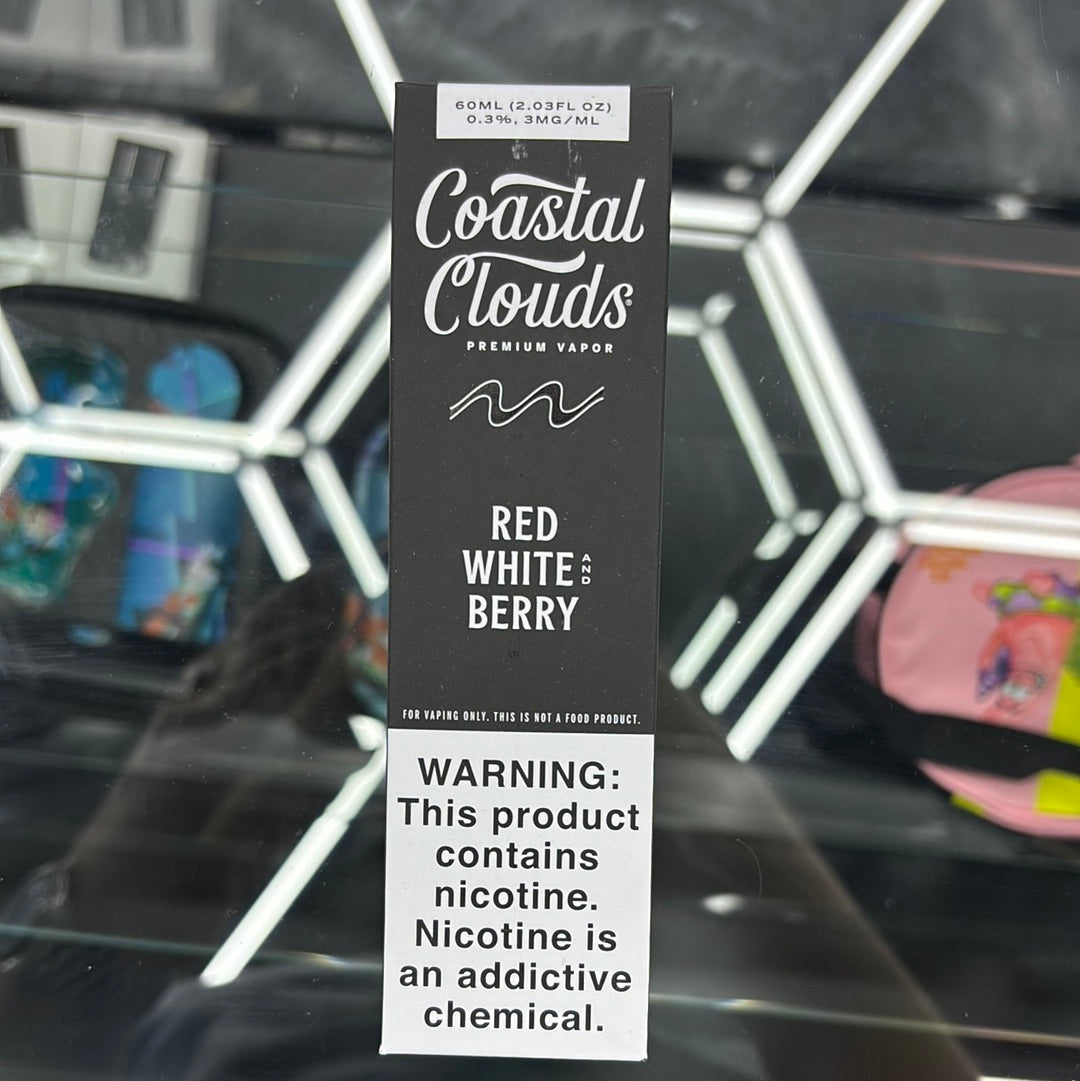 60ML (2.03FL OZ)
0.3%, 3MG/ML
Coastal
Clouds®
PREMIUM VAPOR
RED
WHITE AND
BERRY
FOR VAPING ONLY. THIS IS NOT A FOOD PRODUCT.
WARNING:
This product
contains
nicotine.
Nicotine is
an addictive
chemical.